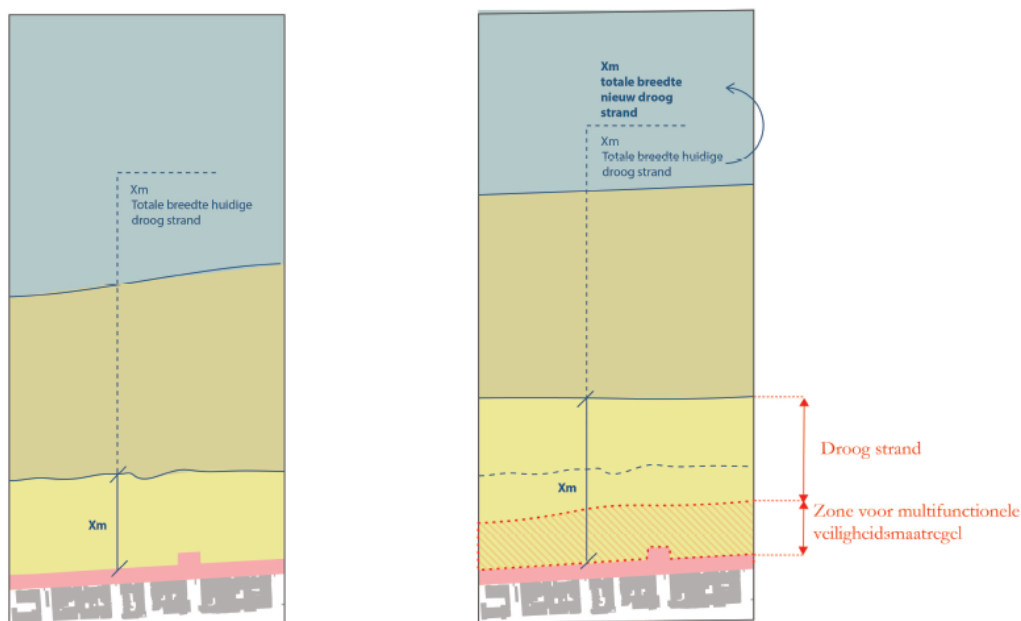 Xm
Totale breedte huidige
droog strand
Xm
Xm
totale breedte
nieuw droog
strand
Xm
Totale breedte huidige
droog strand
Xm
Droog strand
Zone voor multifunctionele
veiligheidsmaatregel